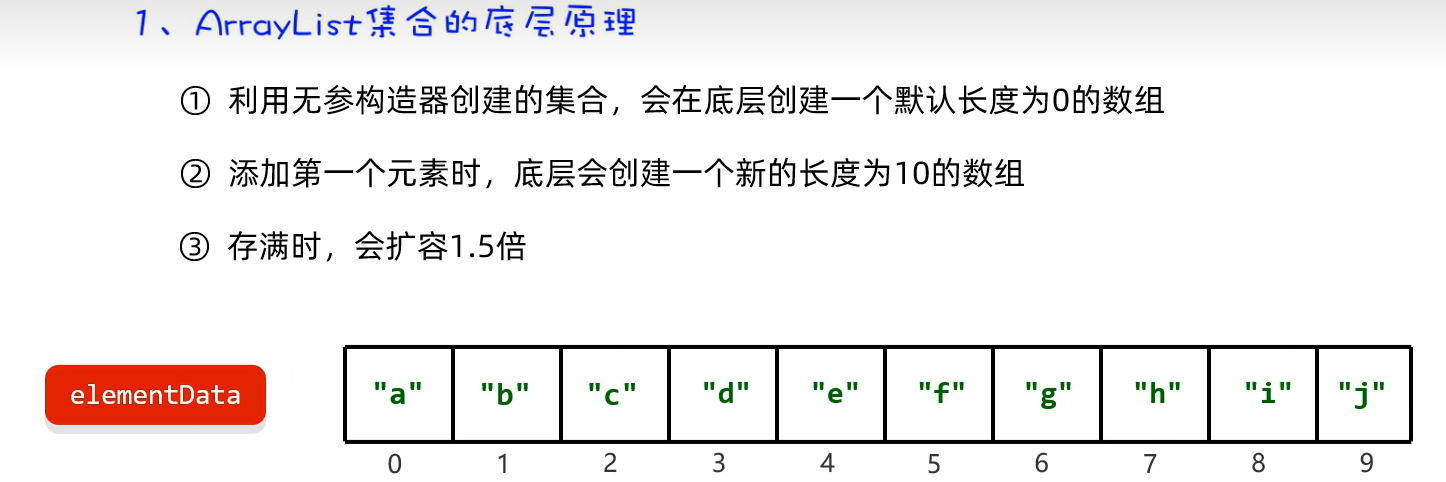 1、ArrayList集合的底层原理
① 利用无参构造器创建的集合，会在底层创建一个默认长度为0的数组
② 添加第一个元素时，底层会创建一个新的长度为10的数组
③ 存满时，会扩容1.5倍
elementData "a" "b" "c" "d" "e" "f" "g" "h" "i" "j"
0 1 2 3 4 5 6 7 8 9